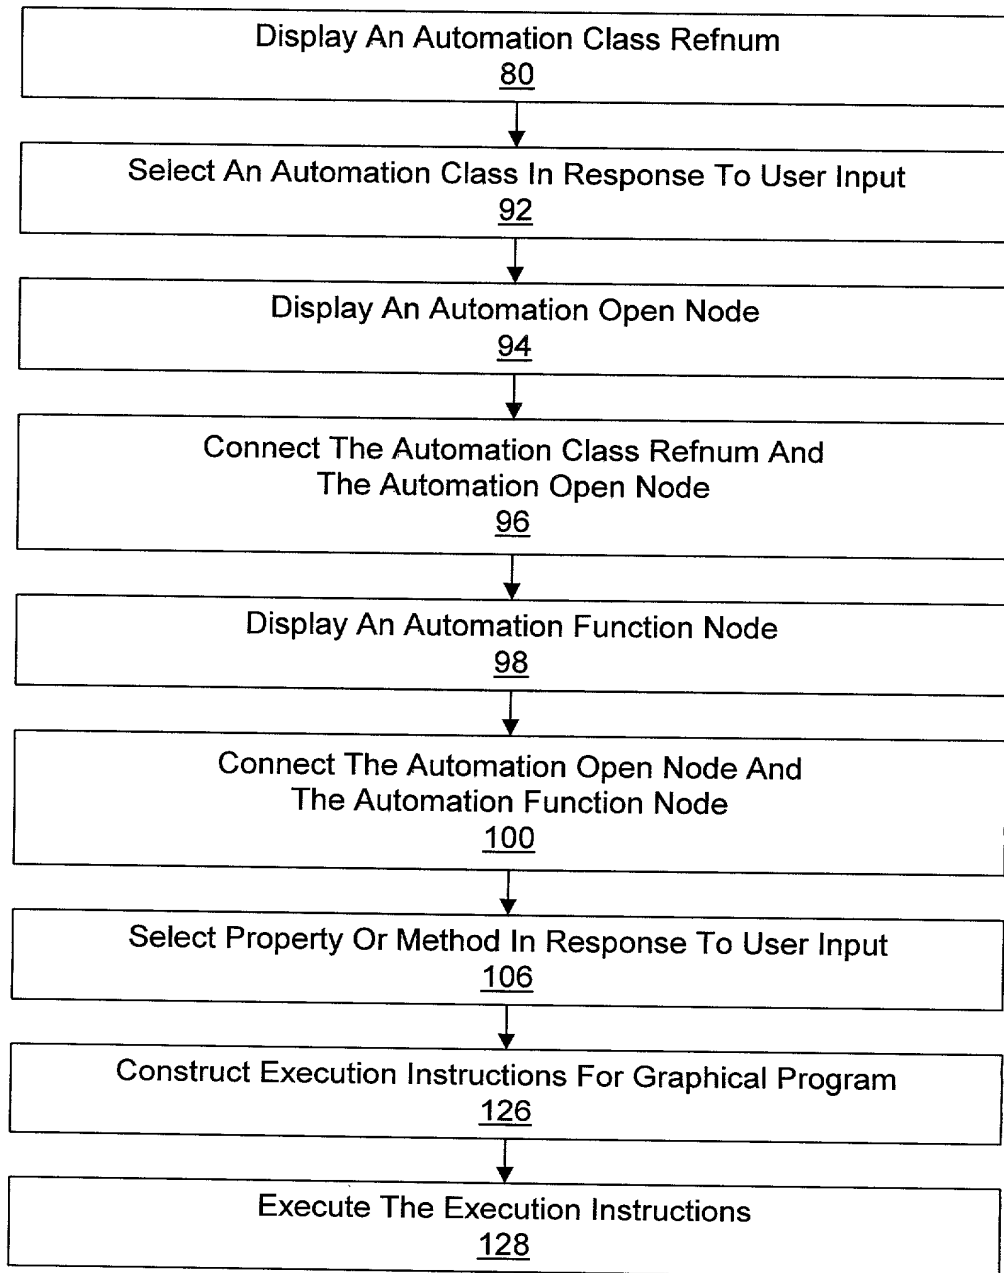 Display An Automation Class Refnum
80
Select An Automation Class In Response To User Input
92
Display An Automation Open Node
94
Connect The Automation Class Refnum And
The Automation Open Node
96
Display An Automation Function Node
98
Connect The Automation Open Node And
The Automation Function Node
100
Select Property Or Method In Response To User Input
106
Construct Execution Instructions For Graphical Program
126
Execute The Execution Instructions
128